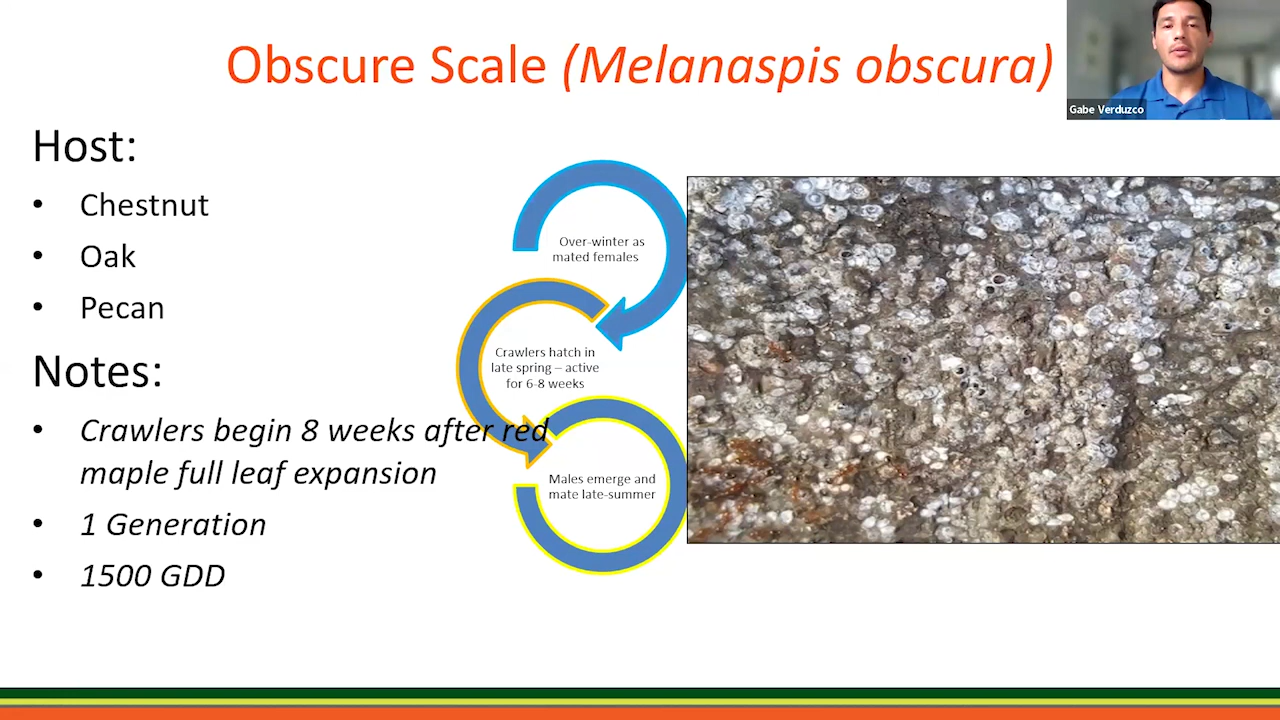 Obscure Scale (Melanaspis obscura)
Gabe Verduzco
Host:
• Chestnut
• Oak
• Pecan
Notes:
• Crawlers begin 8 weeks after red
maple full leaf expansion
• 1 Generation
• 1500 GDD
Over-winter as
mated females
Crawlers hatch in
late spring – active
for 6-8 weeks
Males emerge and
mate late-summer